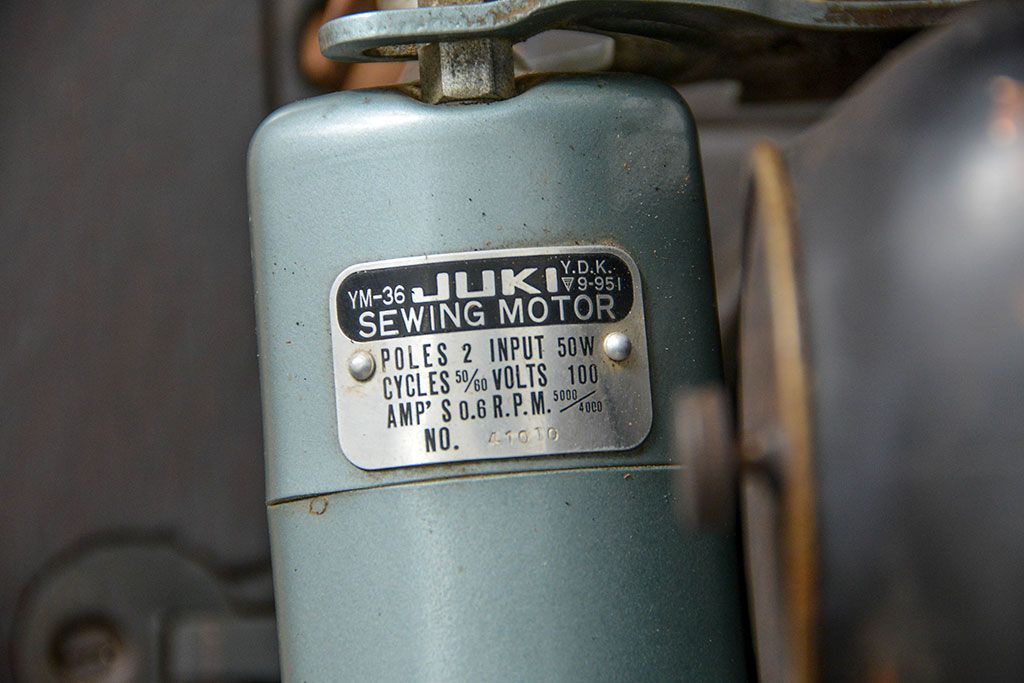 YM-36 JUKI Y.D.K.
▽9-951
SEWING MOTOR
POLES 2 INPUT 50W
CYCLES 50/60 VOLTS 100
AMP'S 0.6 R.P.M. 5000/4000
NO. 41010